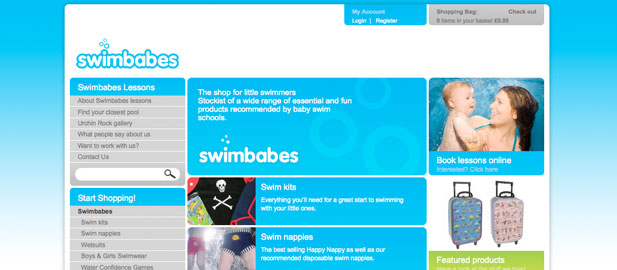 My Account
Login | Register
Shopping Bag: Check out
0 items in your basket £0.00
swimbabes
Swimbabes Lessons
About Swimbabes lessons
Find your closest pool
Urchin Rock gallery
What people say about us
Want to work with us?
Contact Us
Start Shopping!
Swimbabes
Swim kits
Swim nappies
Wetsuits
Boys & Girls Swimwear
Water Confidence Games
The shop for little swimmers
Stockist of a wide range of essential and fun
products recommended by baby swim
schools.
swimbabes
Swim kits
Everything you'll need for a great start to swimming
with your little ones.
Swim nappies
The best selling Happy Nappy as well as our
recommended disposable swim nappies.
Book lessons online
Interested? Click here
Featured products